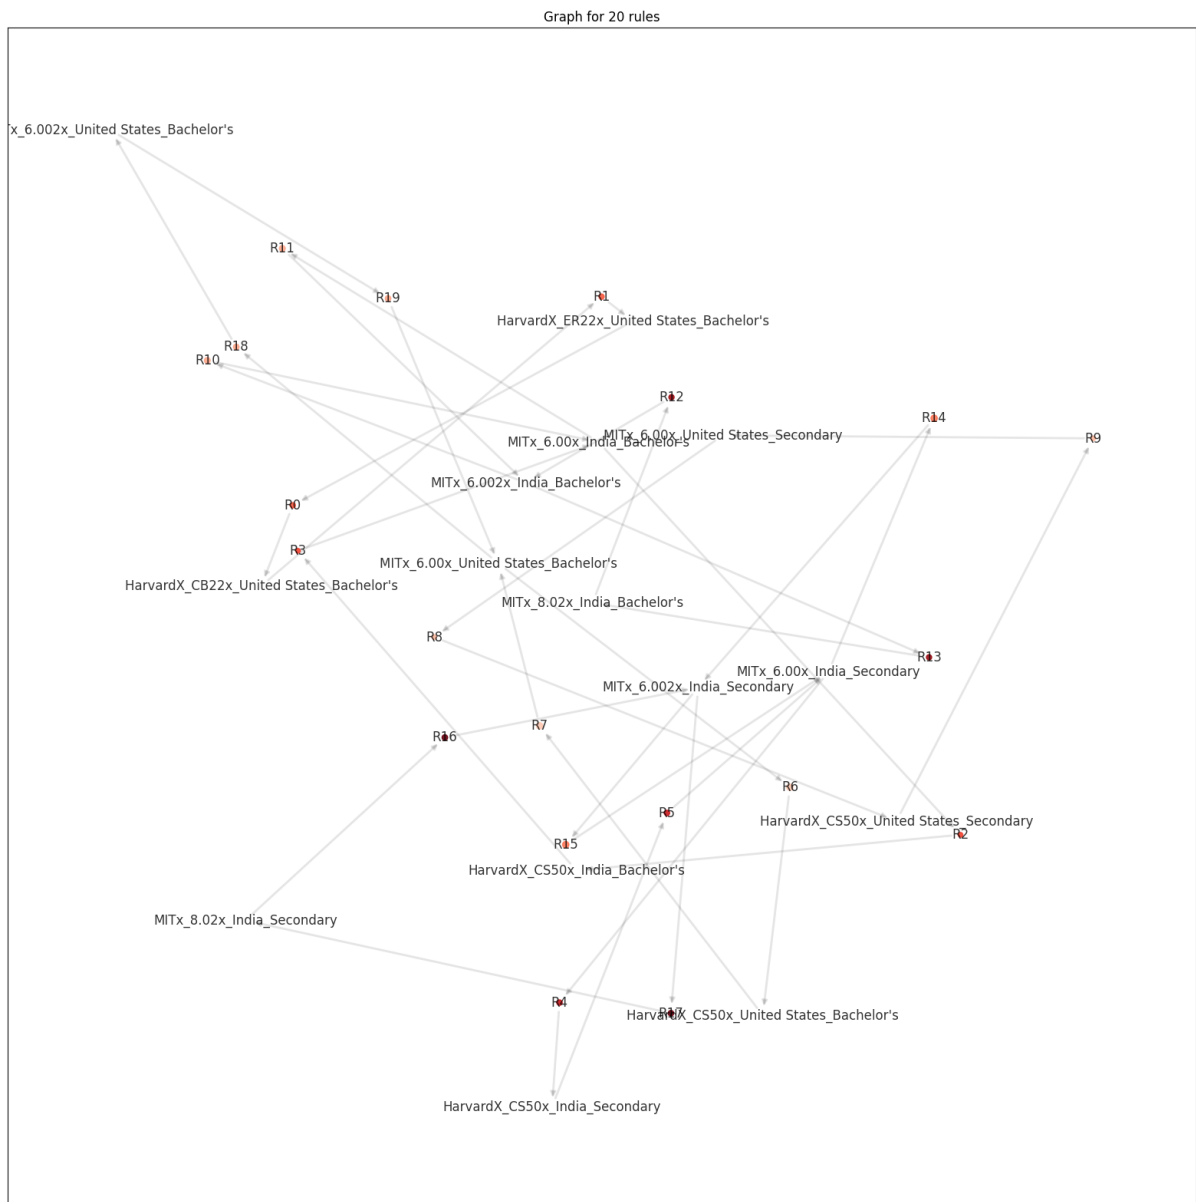 Graph for 20 rules
Tx_6.002x_United States_Bachelor's
R11
R19
R1
HarvardX_ER22x_United States_Bachelor's
R18
R10
R12
R14
MITx_6.00x_United States_Secondary
R9
MITx_6.00x_India_Bachelor's
MITx_6.002x_India_Bachelor's
R0
R3
MITx_6.00x_United States_Bachelor's
HarvardX_CB22x_United States_Bachelor's
MITx_8.02x_India_Bachelor's
R8
R13
MITx_6.00x_India_Secondary
MITx_6.002x_India_Secondary
R7
R16
R6
R5
HarvardX_CS50x_United States_Secondary
R2
R15
HarvardX_CS50x_India_Bachelor's
MITx_8.02x_India_Secondary
R4
R17
HarvardX_CS50x_United States_Bachelor's
HarvardX_CS50x_India_Secondary